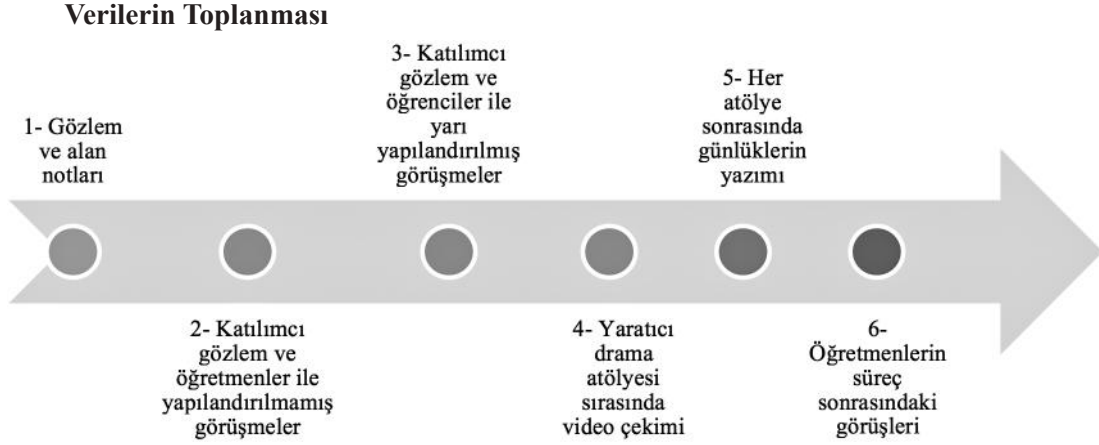 Verilerin Toplanması
1- Gözlem
ve alan
notları
2- Katılımcı
gözlem ve
öğretmenler ile
yapılandırılmamış
görüşmeler
3- Katılımcı
gözlem ve
öğrenciler ile
yarı
yapılandırılmış
görüşmeler
4- Yaratıcı
drama
atölyesi
sırasında
video çekimi
5- Her
atölye
sonrasında
günlüklerin
yazımı
6-
Öğretmenlerin
süreç
sonrasındaki
görüşleri